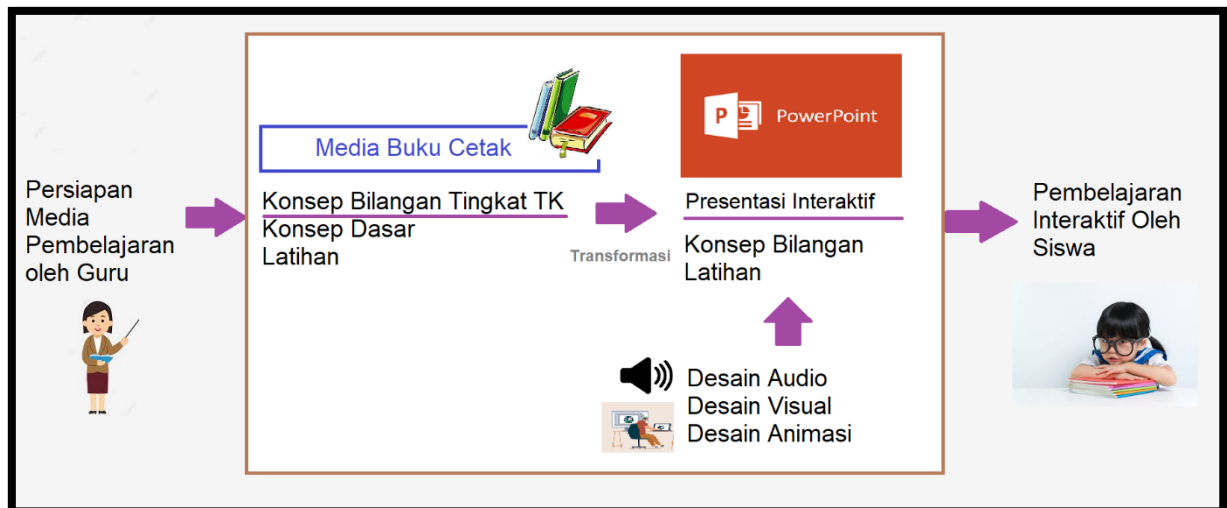 Persiapan
Media
Pembelajaran
oleh Guru
Media Buku Cetak
Konsep Bilangan Tingkat TK
Konsep Dasar
Latihan
Transformasi
P PowerPoint
Presentasi Interaktif
Konsep Bilangan
Latihan
Desain Audio
Desain Visual
Desain Animasi
Pembelajaran
Interaktif Oleh
Siswa